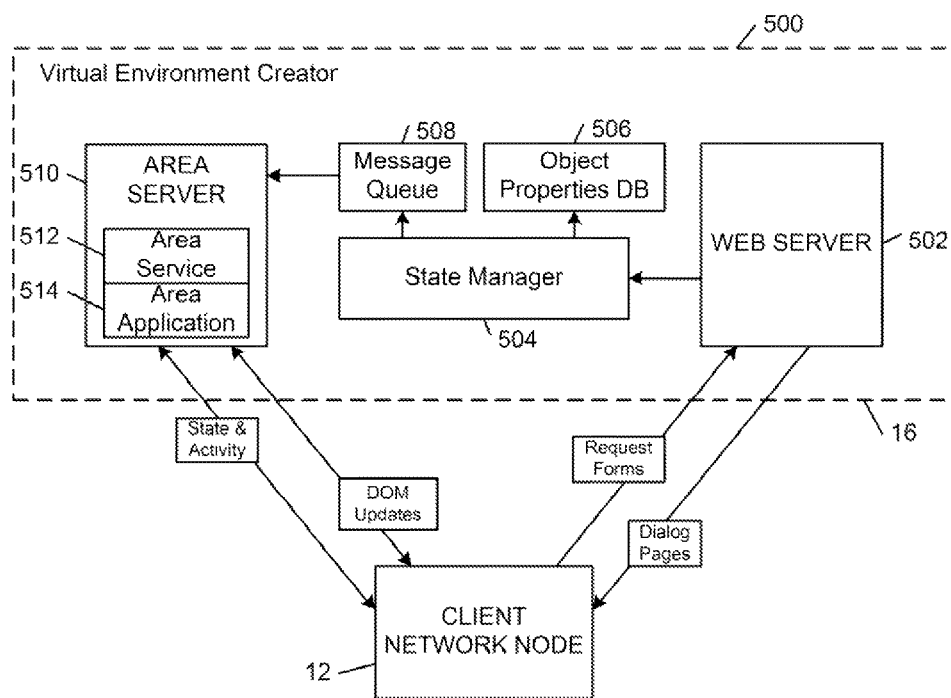 500
Virtual Environment Creator
508
506
510
AREA
SERVER
Message
Queue
Object
Properties DB
WEB SERVER
502
512
Area
Service
State Manager
514
Area
Application
504
State &
Activity
Request
Forms
16
DOM
Updates
Dialog
Pages
CLIENT
NETWORK NODE
12